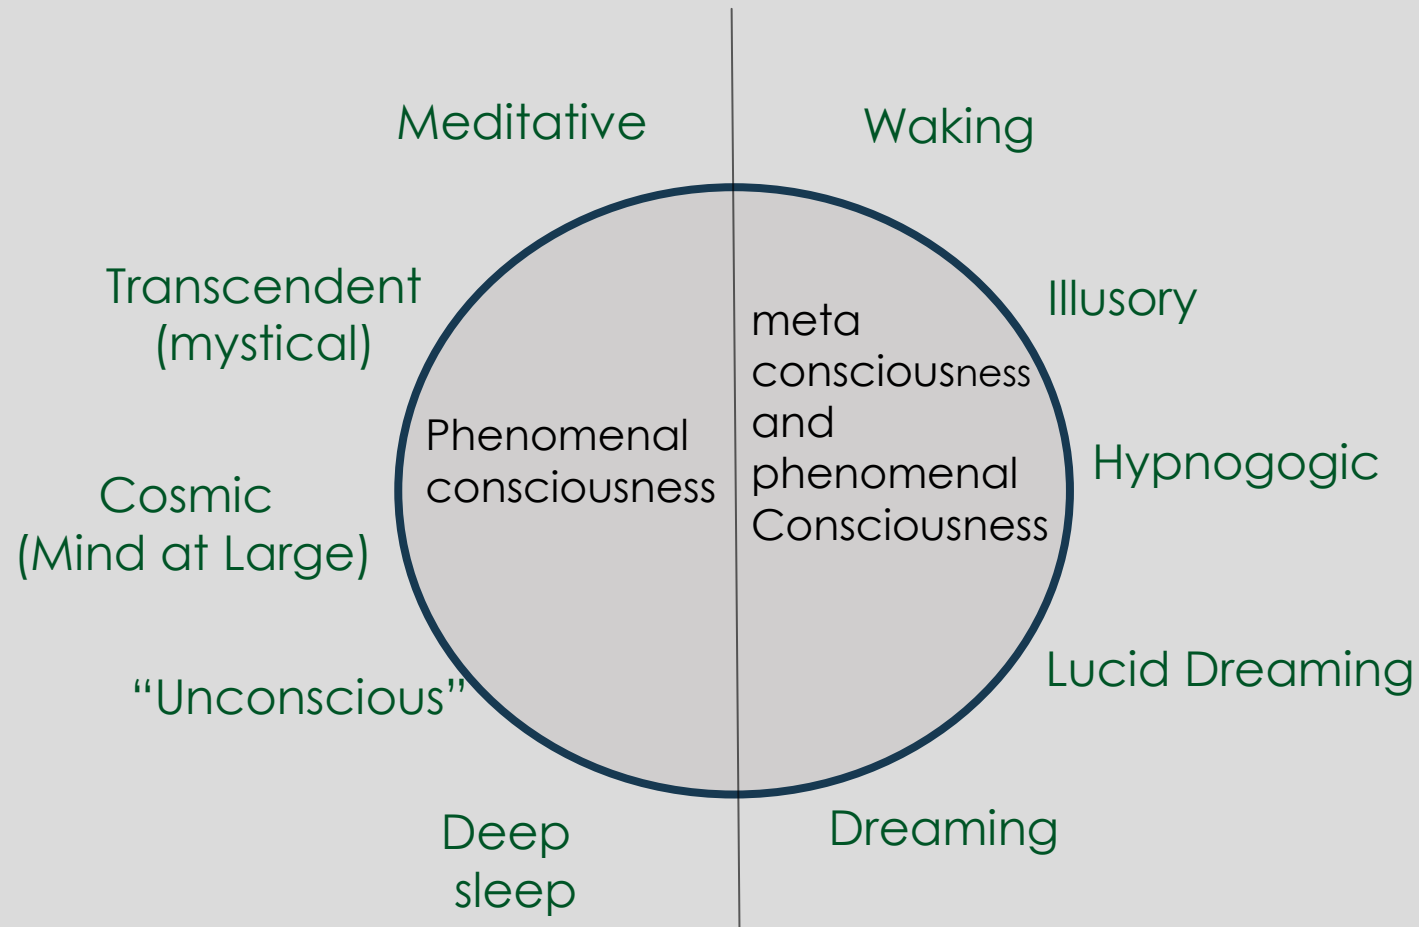 Meditative
Waking
Transcendent
(mystical)
Illusory
meta
consciousness
and
phenomenal
Consciousness
Phenomenal
consciousness
Hypnogogic
Cosmic
(Mind at Large)
“Unconscious”
Lucid Dreaming
Deep
sleep
Dreaming